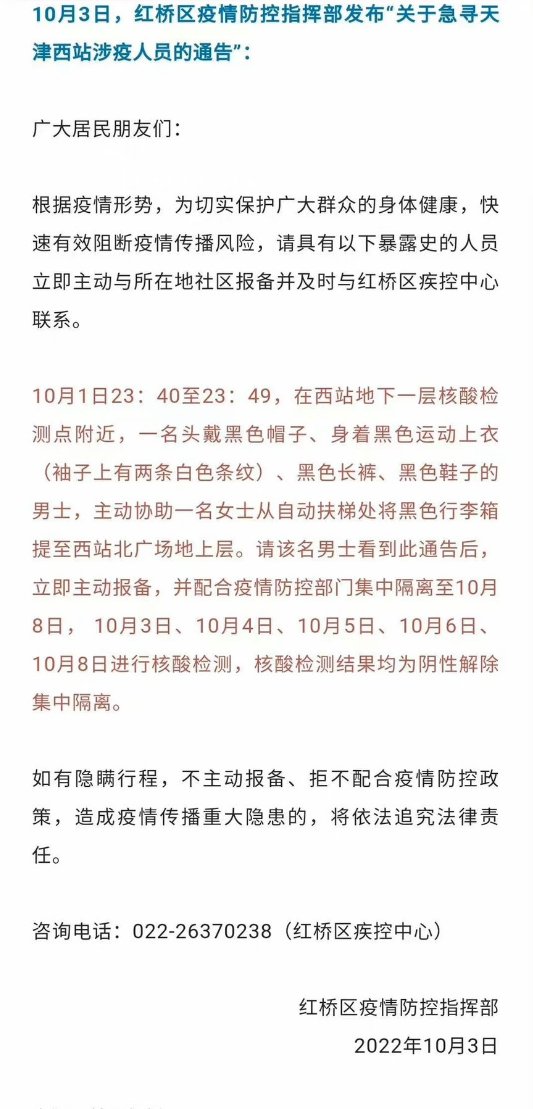 10月3日，红桥区疫情防控指挥部发布“关于急寻天
津西站涉疫人员的通告”：
广大居民朋友们：
根据疫情形势，为切实保护广大群众的身体健康，快
速有效阻断疫情传播风险，请具有以下暴露史的人员
立即主动与所在地社区报备并及时与红桥区疾控中心
联系。
10月1日23：40至23：49，在西站地下一层核酸检
测点附近，一名头戴黑色帽子、身着黑色运动上衣
（袖子上有两条白色条纹）、黑色长裤、黑色鞋子的
男士，主动协助一名女士从自动扶梯处将黑色行李箱
提至西站北广场地上层。请该名男士看到此通告后，
立即主动报备，并配合疫情防控部门集中隔离至10月
8日， 10月3日、10月4日、10月5日、10月6日、
10月8日进行核酸检测，核酸检测结果均为阴性解除
集中隔离。
如有隐瞒行程，不主动报备、拒不配合疫情防控政
策，造成疫情传播重大隐患的，将依法追究法律责
任。
咨询电话：022-26370238（红桥区疾控中心）
红桥区疫情防控指挥部
2022年10月3日